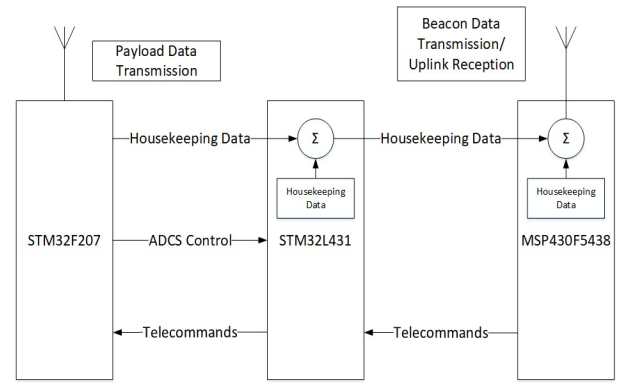 Payload Data
Transmission
Beacon Data
Transmission/
Uplink Reception
Housekeeping Data
Σ
Housekeeping Data
Σ
Housekeeping
Data
Housekeeping
Data
STM32F207
ADCS Control
STM32L431
MSP430F5438
Telecommands
Telecommands